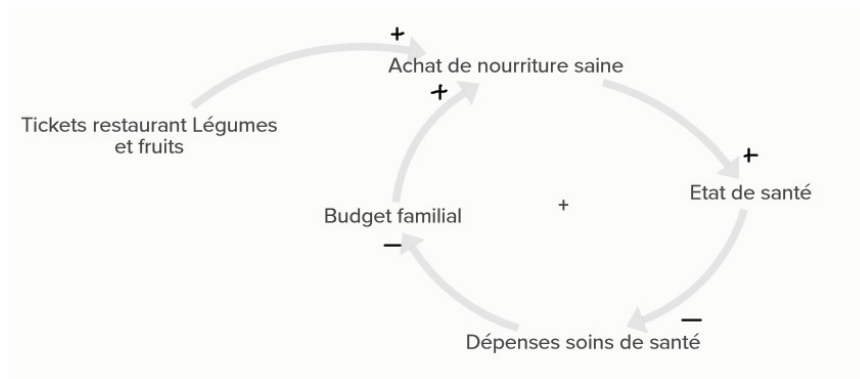 +
Achat de nourriture saine
+
Tickets restaurant Légumes
et fruits
+
Etat de santé
+
Budget familial
−
−
Dépenses soins de santé